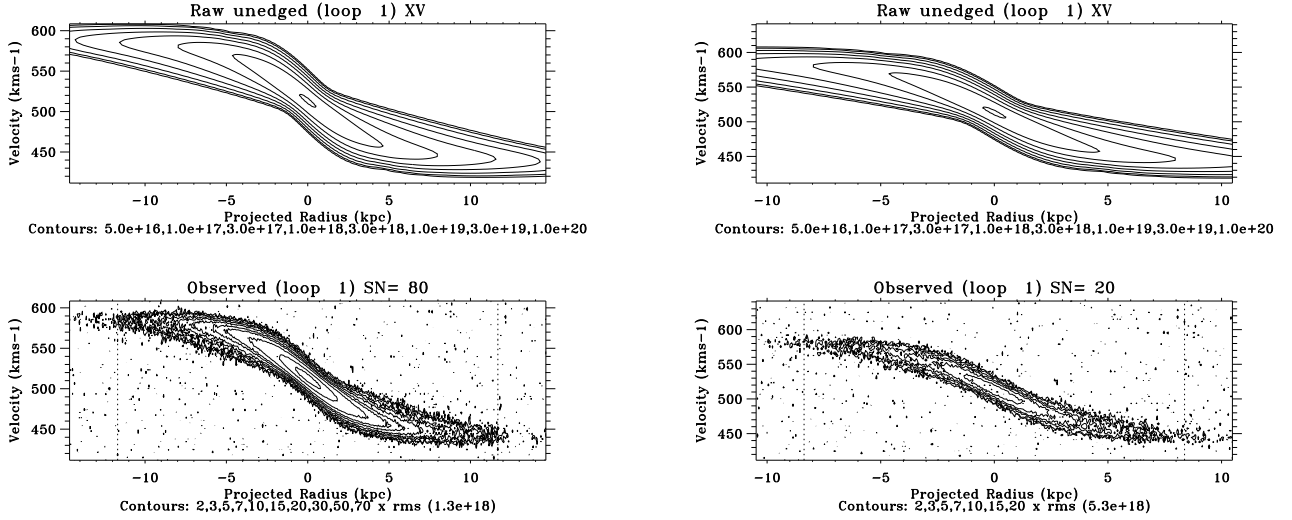 Raw unedged (loop 1) XV
Velocity (kms-1)
600
550
500
450
-10 -5 0 5 10
Projected Radius (kpc)
Contours: 5.0e+16,1.0e+17,3.0e+17,1.0e+18,3.0e+18,1.0e+19,3.0e+19,1.0e+20
Raw unedged (loop 1) XV
Velocity (kms-1)
600
550
500
450
-10 -5 0 5 10
Projected Radius (kpc)
Contours: 5.0e+16,1.0e+17,3.0e+17,1.0e+18,3.0e+18,1.0e+19,3.0e+19,1.0e+20
Observed (loop 1) SN= 80
Velocity (kms-1)
600
550
500
450
-10 -5 0 5 10
Projected Radius (kpc)
Contours: 2,3,5,7,10,15,20,30,50,70 x rms (1.3e+18)
Observed (loop 1) SN= 20
Velocity (kms-1)
600
550
500
450
-10 -5 0 5 10
Projected Radius (kpc)
Contours: 2,3,5,7,10,15,20 x rms (5.3e+18)